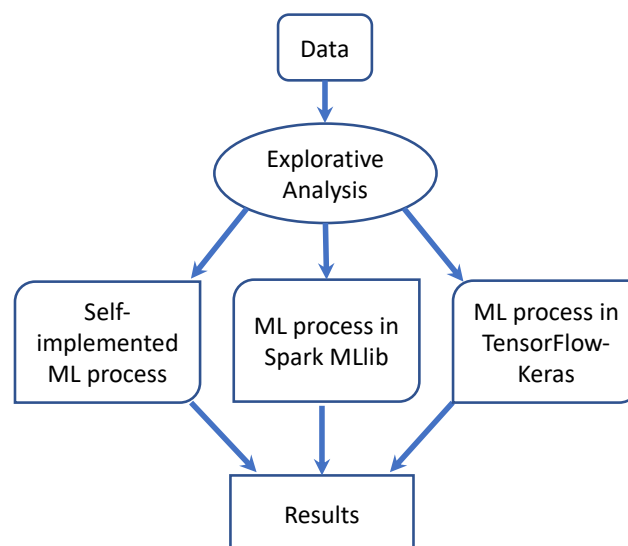 Data
Explorative
Analysis
Self-
implemented
ML process
ML process in
Spark MLlib
ML process in
TensorFlow-
Keras
Results